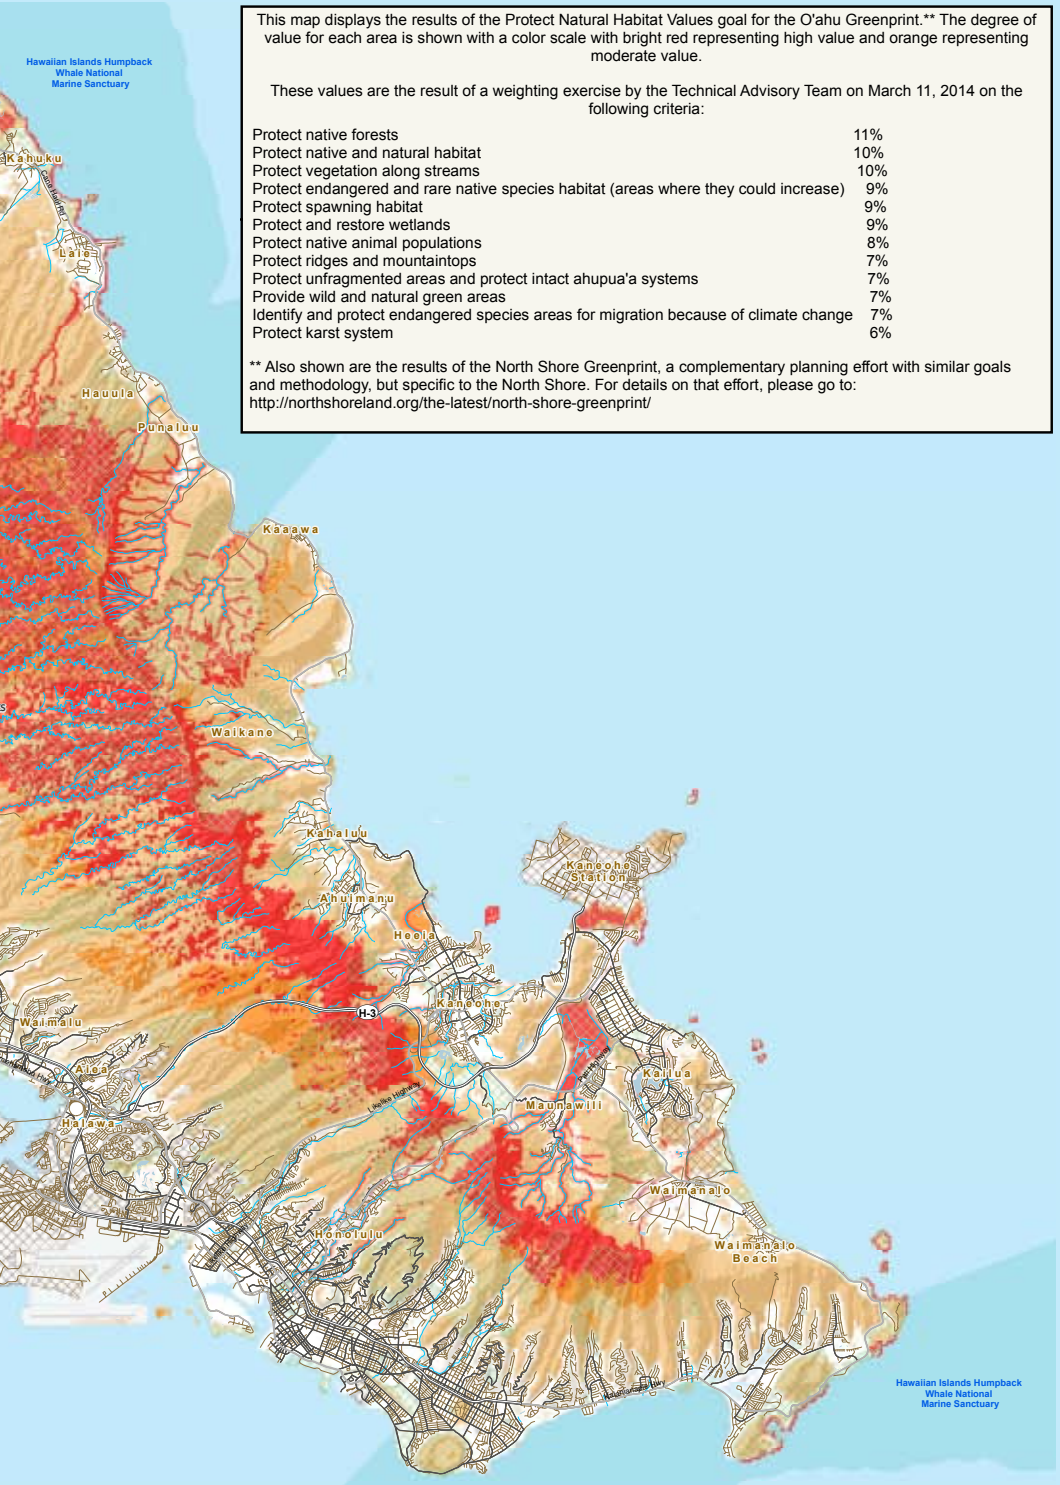 This map displays the results of the Protect Natural Habitat Values goal for the O'ahu Greenprint.** The degree of
value for each area is shown with a color scale with bright red representing high value and orange representing
moderate value.
These values are the result of a weighting exercise by the Technical Advisory Team on March 11, 2014 on the
following criteria:
Protect native forests 11%
Protect native and natural habitat 10%
Protect vegetation along streams 10%
Protect endangered and rare native species habitat (areas where they could increase) 9%
Protect spawning habitat 9%
Protect and restore wetlands 9%
Protect native animal populations 8%
Protect ridges and mountaintops 7%
Protect unfragmented areas and protect intact ahupua'a systems 7%
Provide wild and natural green areas 7%
Identify and protect endangered species areas for migration because of climate change 7%
Protect karst system 6%
** Also shown are the results of the North Shore Greenprint, a complementary planning effort with similar goals
and methodology, but specific to the North Shore. For details on that effort, please go to:
http://northshoreland.org/the-latest/north-shore-greenprint/
Hawaiian Islands Humpback
Whale National
Marine Sanctuary
Kahuku
Laie
Hauula
Punaluu
Kaaawa
s
Waikane
Kahaluu
Kaneohe
Station
Ahuimanu
Heeia
Kaneohe
H-3
Waimalu
Aiea
Pali Highway
Kailua
Likelike Highway
Maunawili
Halawa
Waimanalo
Honolulu
Waimanalo
Beach
Kalanianaole Hwy
Hawaiian Islands Humpback
Whale National
Marine Sanctuary